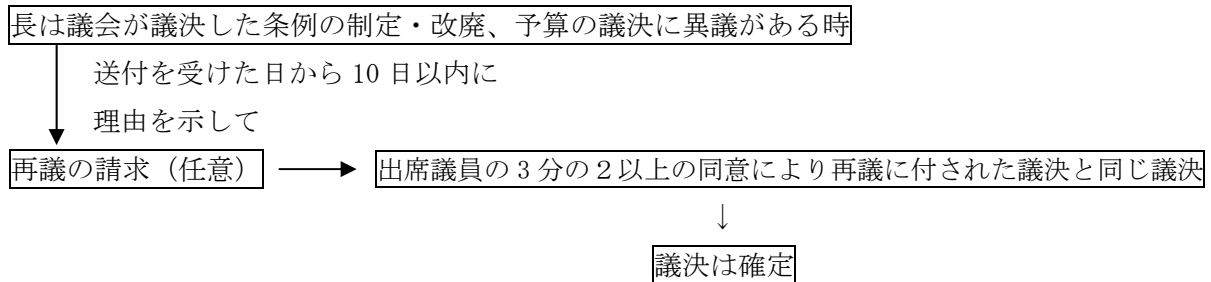 長は議会が議決した条例の制定・改廃、予算の議決に異議がある時
送付を受けた日から 10 日以内に
理由を示して
再議の請求（任意）
出席議員の 3 分の２以上の同意により再議に付された議決と同じ議決
↓
議決は確定